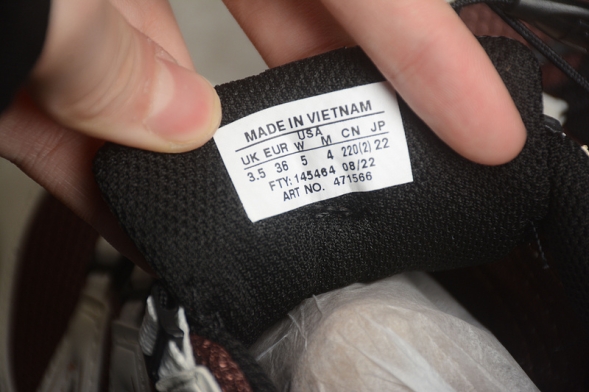 MADE IN VIETNAM
USA
UK EUR W M CN JP
3.5 36 5 4 220(2) 22
FTY: 145464 08/22
ART NO. 471566